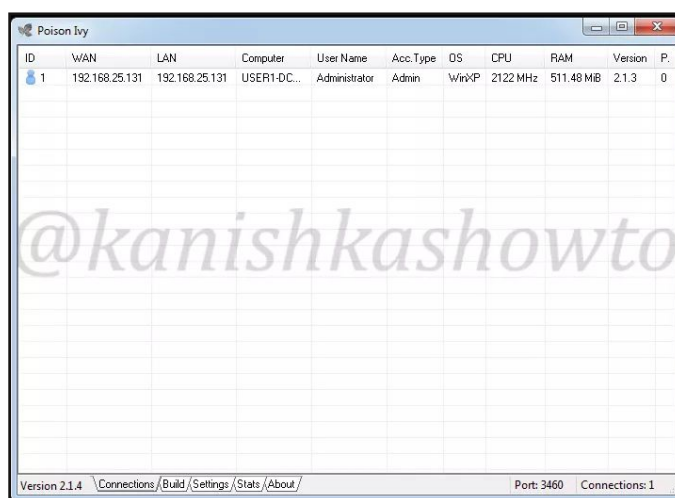 Poison Ivy
ID WAN LAN Computer User Name Acc.Type OS CPU RAM Version P.
1 192.168.25.131 192.168.25.131 USER1-DC... Administrator Admin WinXP 2122 MHz 511.48 MiB 2.1.3 0
@kanishkashowto
Version 2.1.4 Connections Build Settings Stats About Port: 3460 Connections: 1